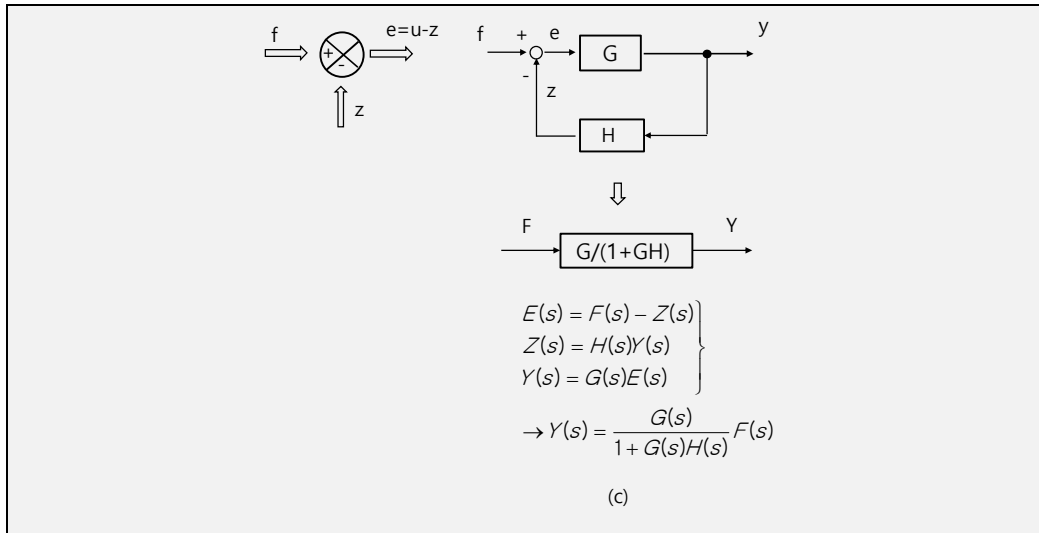 f
e=u-z
+
-
z
f
+
e
G
y
-
z
H
F
G/(1+GH)
Y
E(s) = F(s) − Z(s)
Z(s) = H(s)Y(s)
Y(s) = G(s)E(s)
→ Y(s) = G(s) / 1 + G(s)H(s) F(s)
(c)